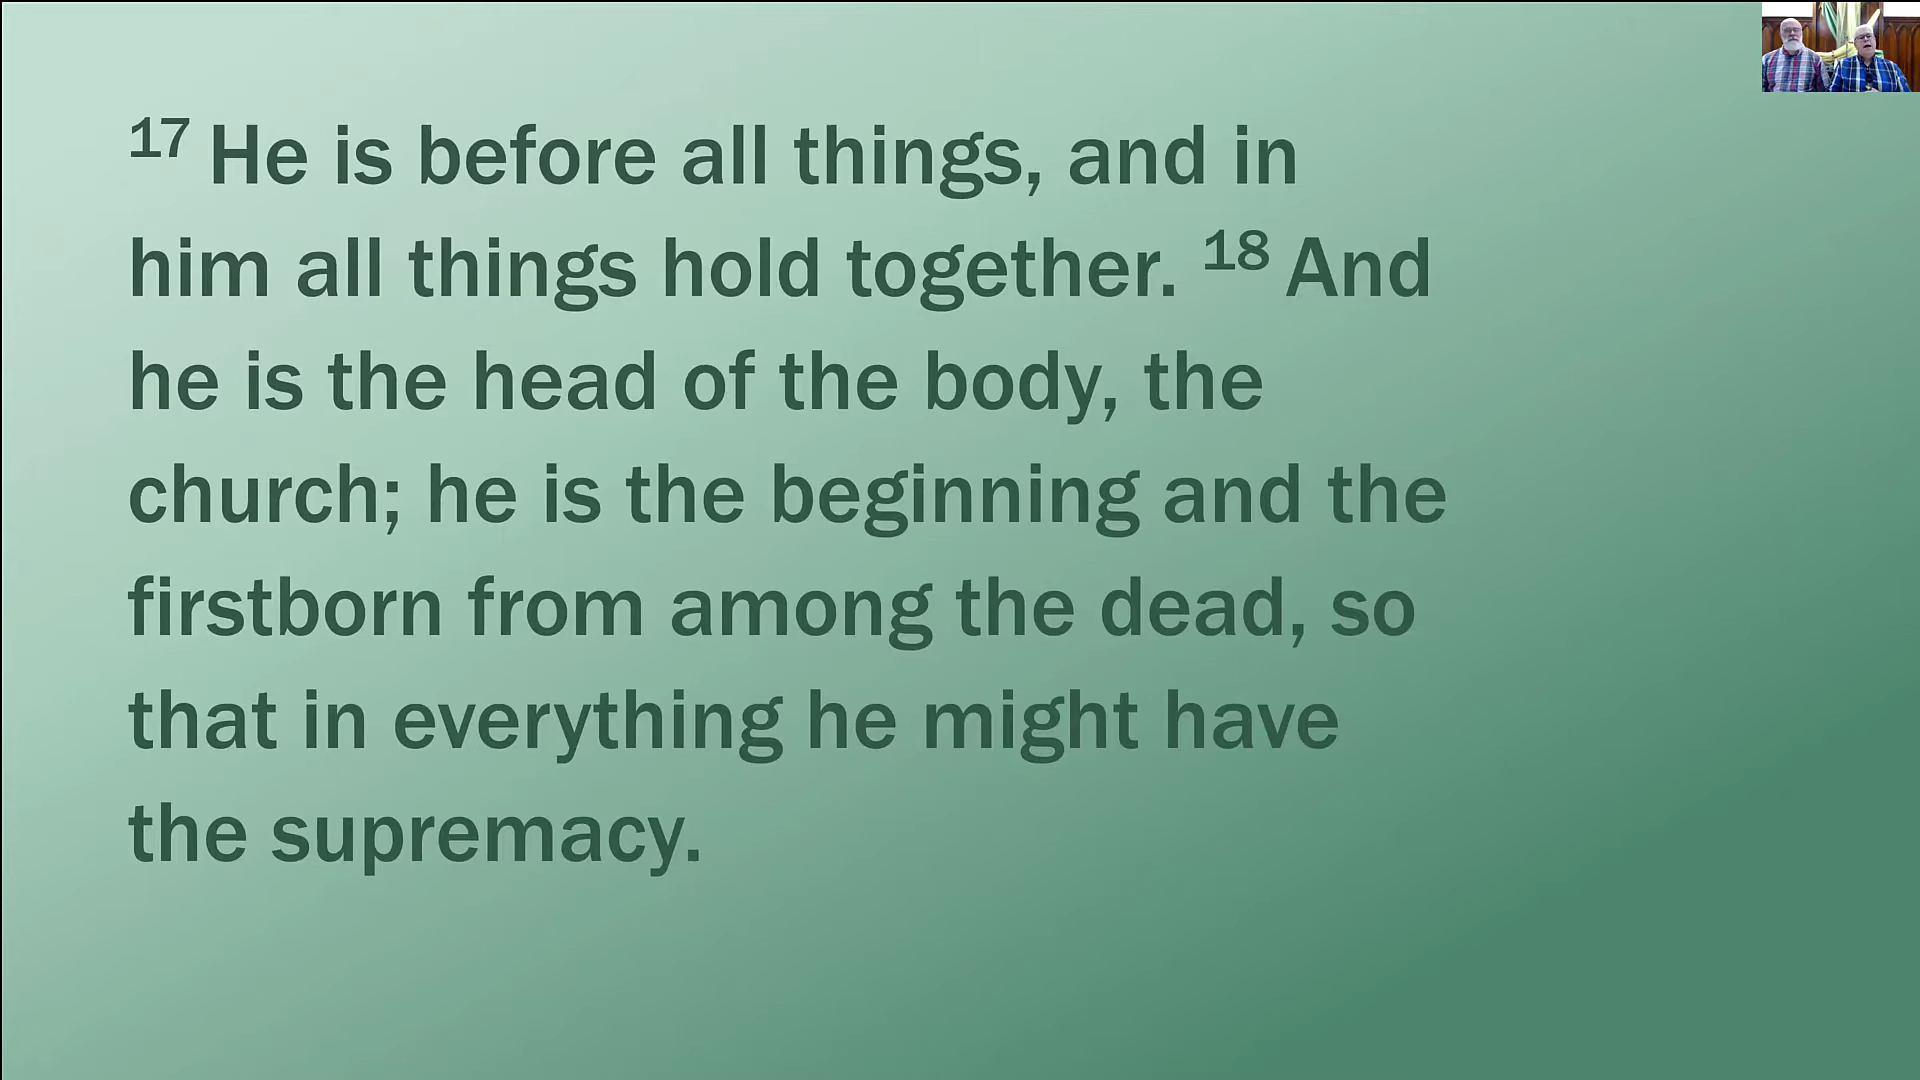 17 He is before all things, and in
him all things hold together. 18 And
he is the head of the body, the
church; he is the beginning and the
firstborn from among the dead, so
that in everything he might have
the supremacy.